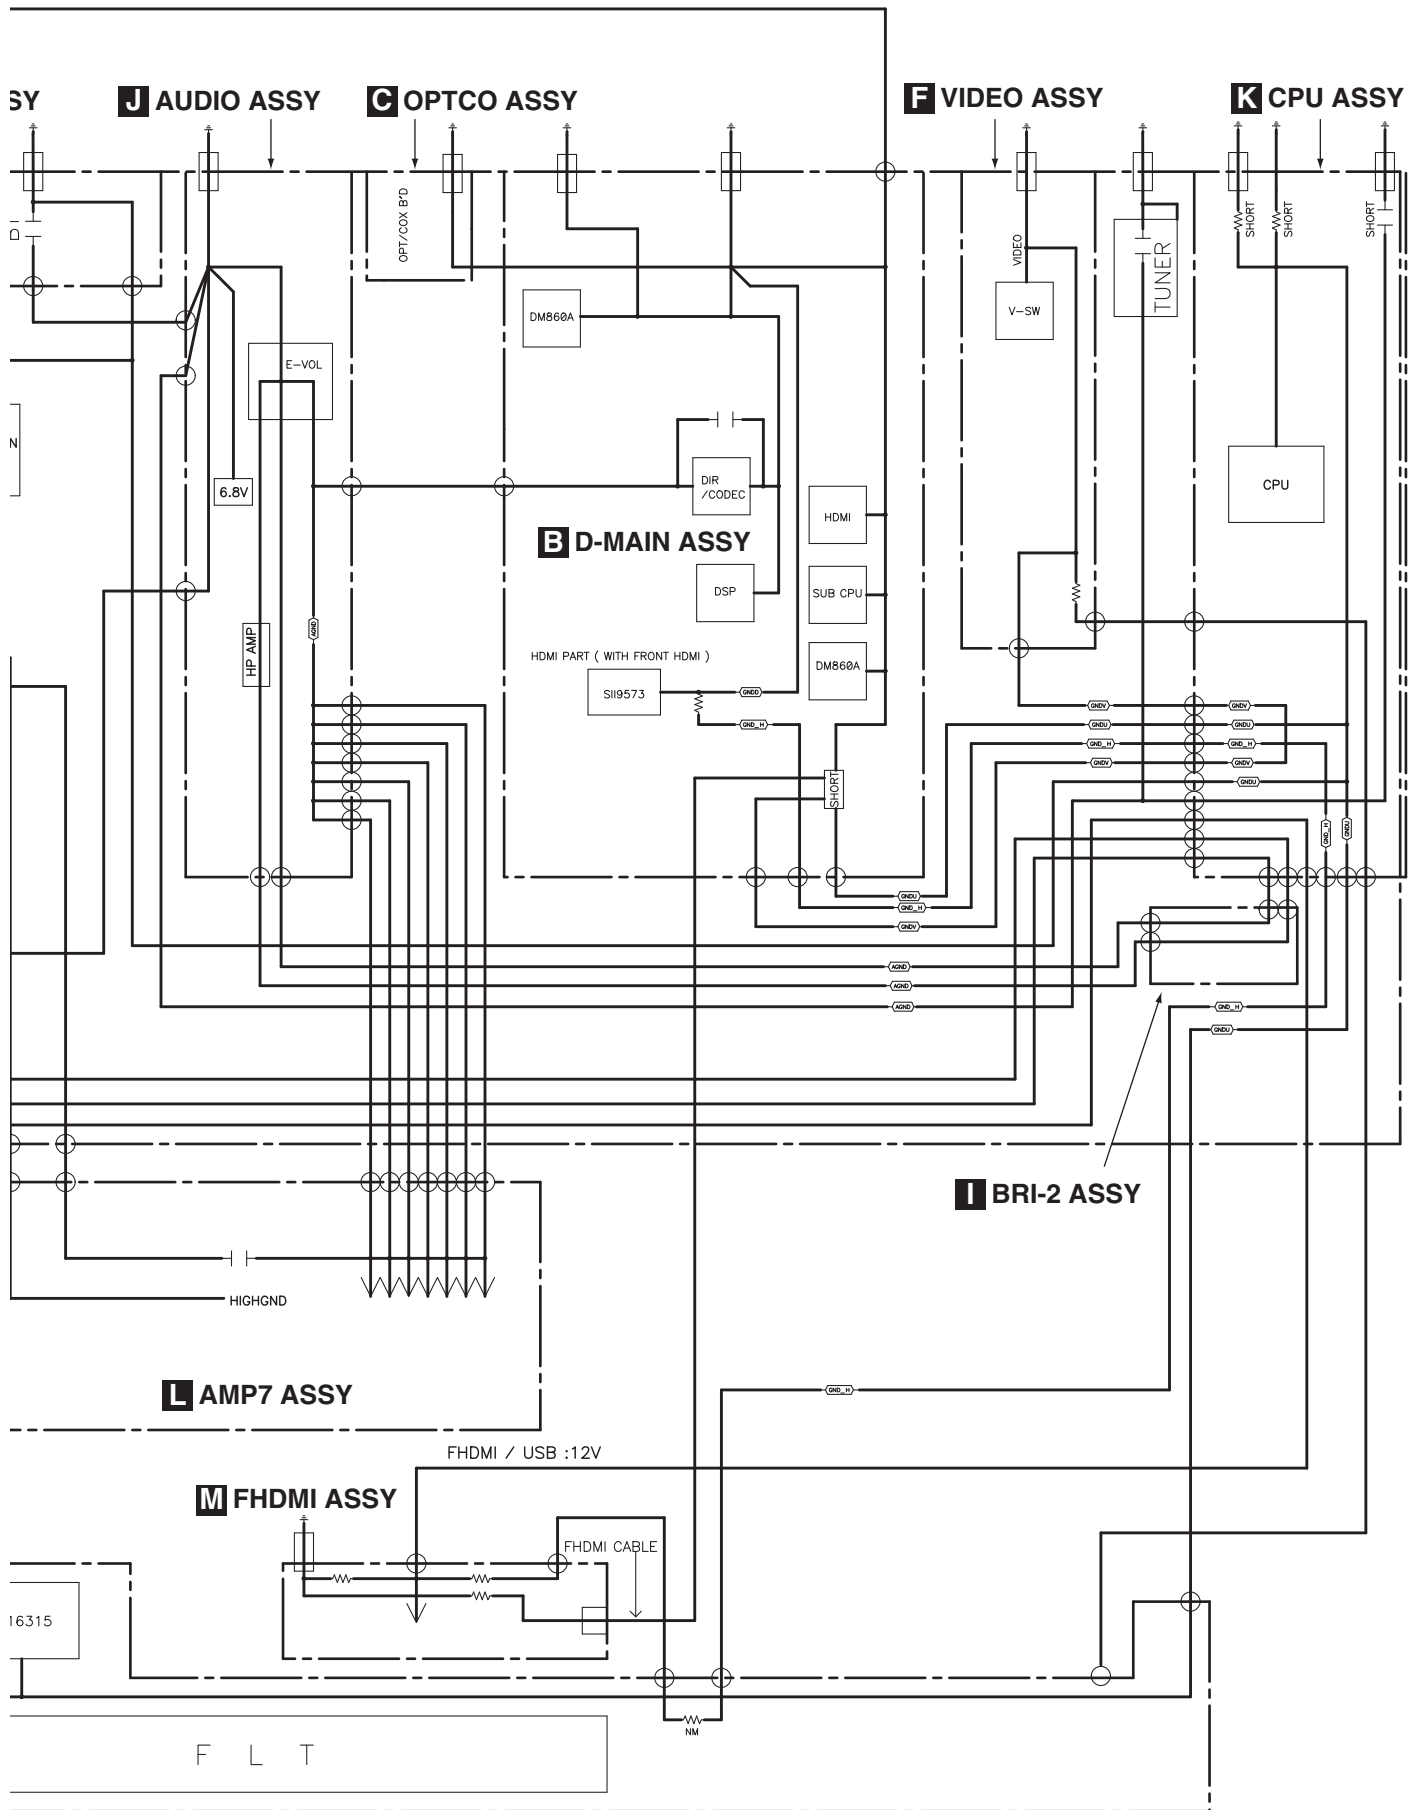 SY
J AUDIO ASSY
C OPTCO ASSY
F VIDEO ASSY
K CPU ASSY
OPT/COX B'D
VIDEO
TUNER
SHORT
SHORT
SHORT
DM860A
V-SW
E-VOL
N
6.8V
DIR
/CODEC
HDMI
CPU
B D-MAIN ASSY
DSP
SUB CPU
AGND
HP AMP
HDMI PART ( WITH FRONT HDMI )
SII9573
DM860A
GNDD
GND_H
GNDV
GNDV
GNDU
GNDU
GND_H
GND_H
GNDV
GNDV
GNDU
SHORT
GND_H
GNDU
GNDU
GND_H
GNDV
AGND
AGND
AGND
GND_H
GNDU
I BRI-2 ASSY
HIGHGND
L AMP7 ASSY
GND_H
FHDMI / USB :12V
M FHDMI ASSY
FHDMI CABLE
16315
NM
F L T